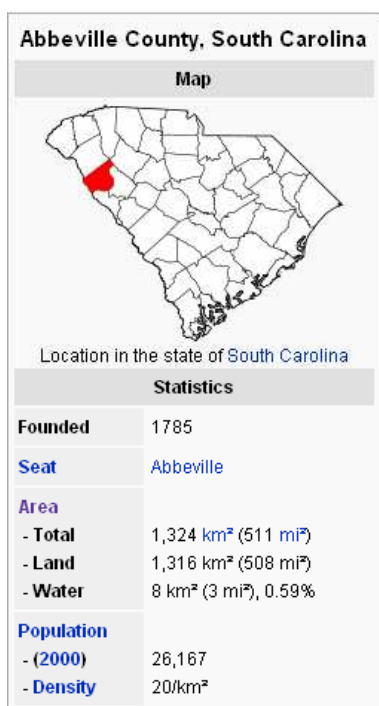 Abbeville County, South Carolina
Map
Location in the state of South Carolina
Statistics
Founded 1785
Seat Abbeville
Area
- Total 1,324 km² (511 mi²)
- Land 1,316 km² (508 mi²)
- Water 8 km² (3 mi²), 0.59%
Population
- (2000) 26,167
- Density 20/km²